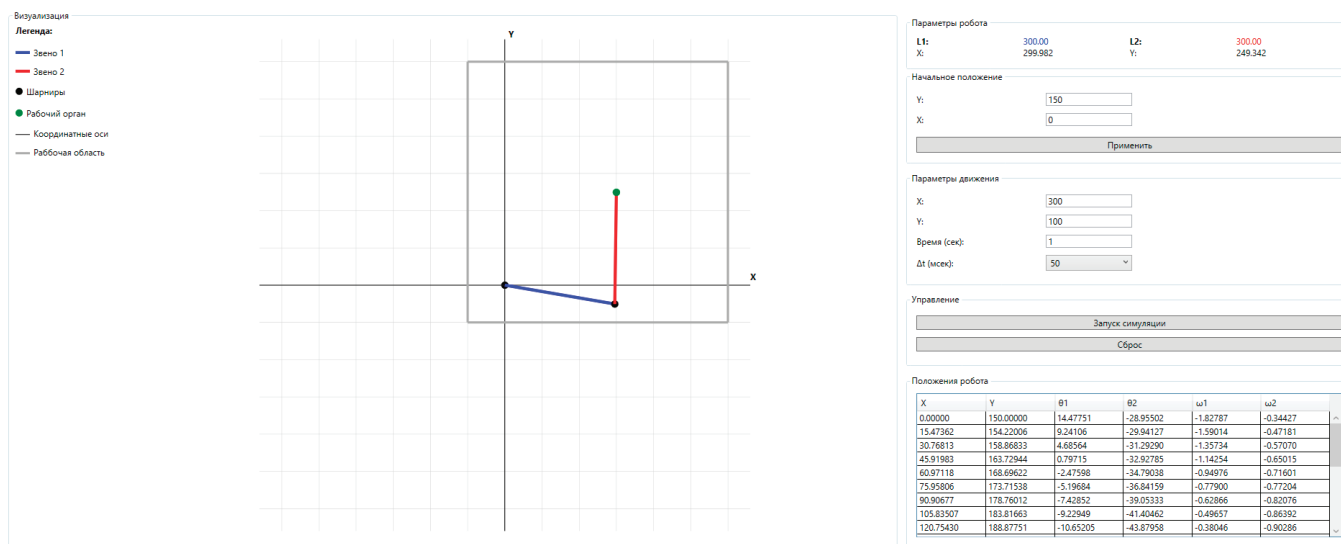 Визуализация
Легенда:
Звено 1
Звено 2
Шарниры
Рабочий орган
Координатные оси
Раббочая область
Y
X
Параметры робота
L1: 300.00 L2: 300.00
X: 299.982 Y: 249.342
Начальное положение
Y: 150
X: 0
Применить
Параметры движения
X: 300
Y: 100
Время (сек): 1
Δt (мсек): 50
Управление
Запуск симуляции
Сброс
Положения робота
X Y θ1 θ2 ω1 ω2
0.00000 150.00000 14.47751 -28.95502 -1.82787 -0.34427
15.47362 154.22006 9.24106 -29.94127 -1.59014 -0.47181
30.76813 158.86833 4.68564 -31.29290 -1.35734 -0.57070
45.91983 163.72944 0.79715 -32.92785 -1.14254 -0.65015
60.97118 168.69622 -2.47598 -34.79038 -0.94976 -0.71601
75.95806 173.71538 -5.19684 -36.84159 -0.77900 -0.77204
90.90677 178.76012 -7.42852 -39.05333 -0.62866 -0.82076
105.83507 183.81663 -9.22949 -41.40462 -0.49657 -0.86392
120.75430 188.87751 -10.65205 -43.87958 -0.38046 -0.90286